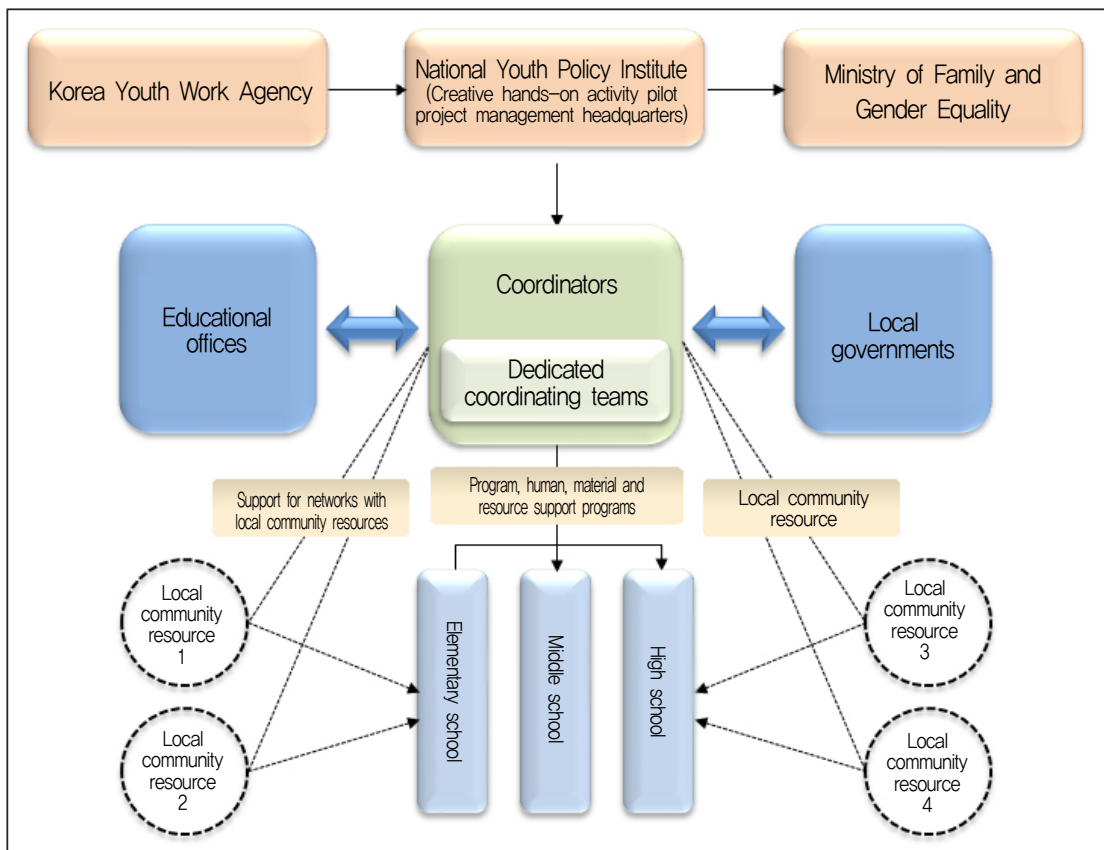 Korea Youth Work Agency
National Youth Policy Institute
(Creative hands-on activity pilot
project management headquarters)
Ministry of Family and
Gender Equality
Educational
offices
Coordinators
Dedicated
coordinating teams
Local
governments
Support for networks with
local community resources
Program, human, material and
resource support programs
Local community
resource
Local
community
resource
1
Local
community
resource
2
Elementary school
Middle school
High school
Local
community
resource
3
Local
community
resource
4